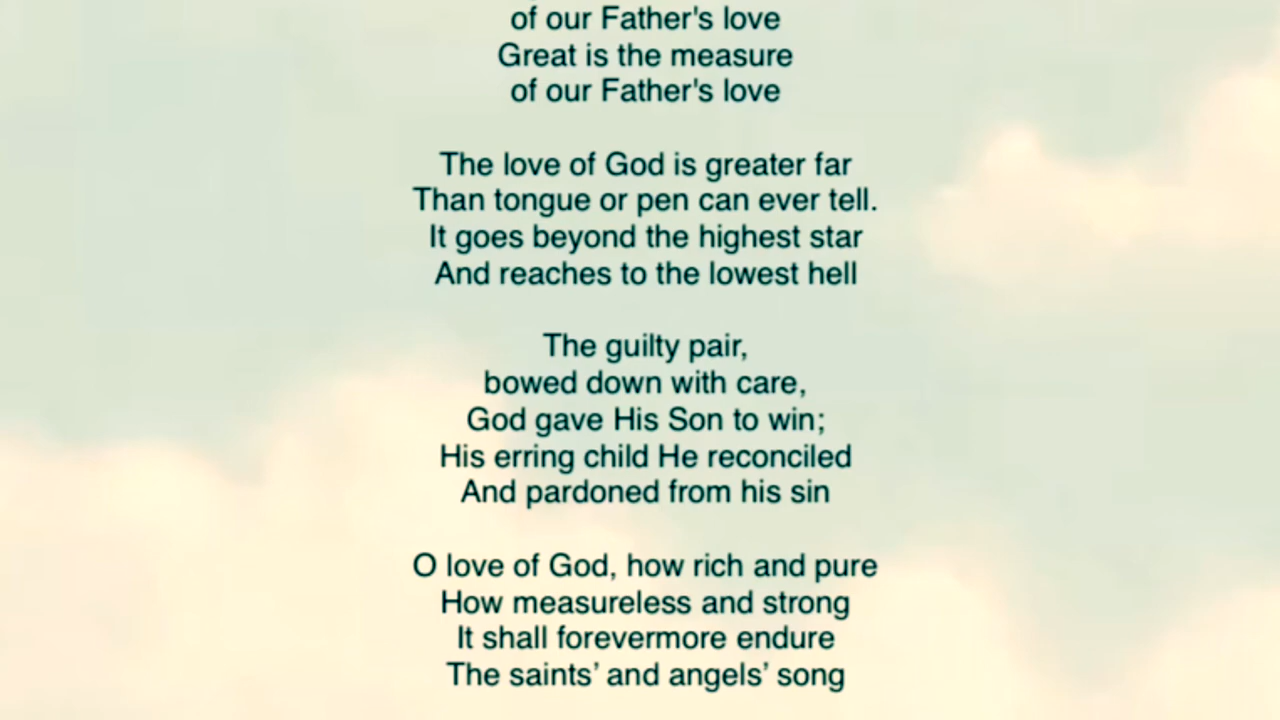 of our Father's love
Great is the measure
of our Father's love
The love of God is greater far
Than tongue or pen can ever tell.
It goes beyond the highest star
And reaches to the lowest hell
The guilty pair,
bowed down with care,
God gave His Son to win;
His erring child He reconciled
And pardoned from his sin
O love of God, how rich and pure
How measureless and strong
It shall forevermore endure
The saints’ and angels’ song